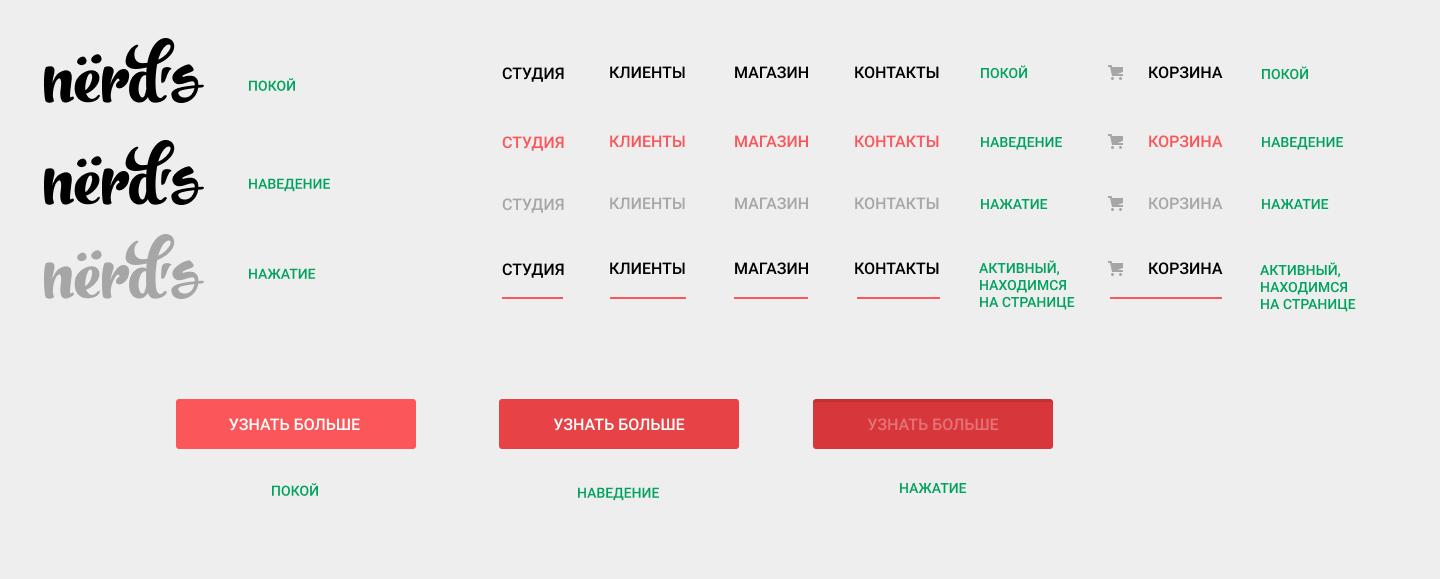 nërd's ПОКОЙ
СТУДИЯ КЛИЕНТЫ МАГАЗИН КОНТАКТЫ ПОКОЙ КОРЗИНА ПОКОЙ
nërd's НАВЕДЕНИЕ
СТУДИЯ КЛИЕНТЫ МАГАЗИН КОНТАКТЫ НАВЕДЕНИЕ КОРЗИНА НАВЕДЕНИЕ
СТУДИЯ КЛИЕНТЫ МАГАЗИН КОНТАКТЫ НАЖАТИЕ КОРЗИНА НАЖАТИЕ
nërd's НАЖАТИЕ
СТУДИЯ КЛИЕНТЫ МАГАЗИН КОНТАКТЫ
АКТИВНЫЙ,
НАХОДИМСЯ
НА СТРАНИЦЕ
КОРЗИНА
АКТИВНЫЙ,
НАХОДИМСЯ
НА СТРАНИЦЕ
УЗНАТЬ БОЛЬШЕ УЗНАТЬ БОЛЬШЕ УЗНАТЬ БОЛЬШЕ
ПОКОЙ НАВЕДЕНИЕ НАЖАТИЕ